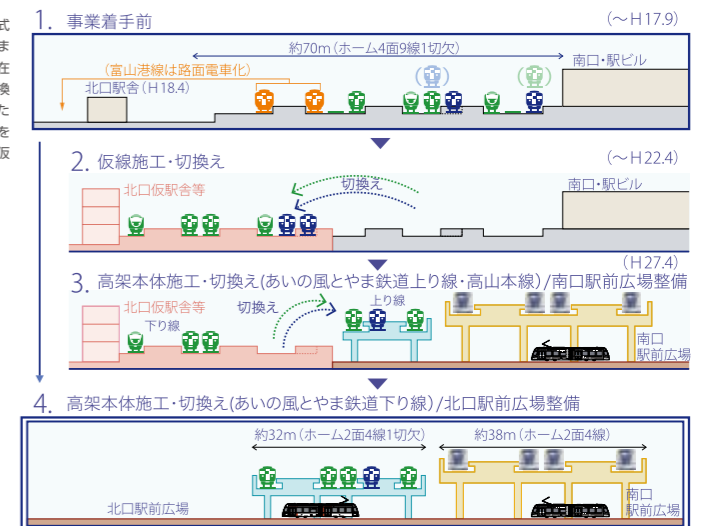 式
ま
在
換
た
を
仮
1. 事業着手前
(～H17.9)
約70m(ホーム4面9線1切欠)
南口・駅ビル
(富山港線は路面電車化)
北口駅舎(H18.4)
2. 仮線施工・切換え
(～H22.4)
北口仮駅舎等
切換え
南口・駅ビル
(H27.4)
3. 高架本体施工・切換え(あいの風とやま鉄道上り線・高山本線)/南口駅前広場整備
北口仮駅舎等
切換え
上り線
下り線
南口
駅前広場
4. 高架本体施工・切換え(あいの風とやま鉄道下り線)/北口駅前広場整備
約32m(ホーム2面4線1切欠)
約38m(ホーム2面4線)
北口駅前広場
南口
駅前広場